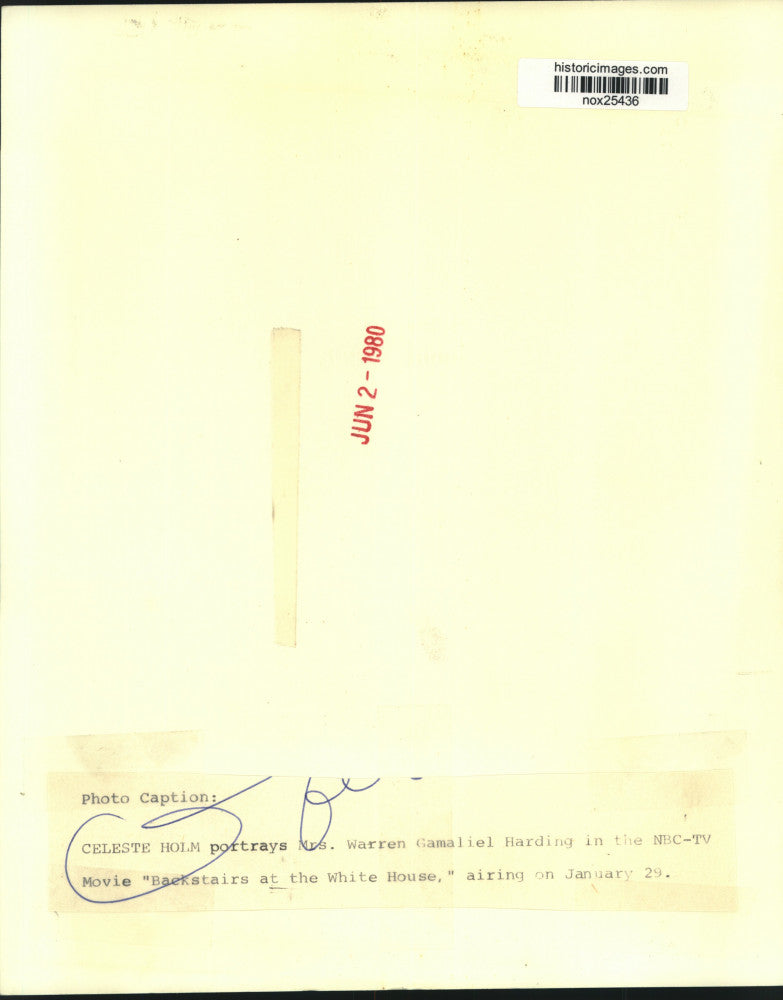 historicimages.com
nox25436
JUN 2 - 1980
Photo Caption:
CELESTE HOLM portrays Mrs. Warren Gamaliel Harding in the NBC-TV
Movie "Backstairs at the White House," airing on January 29.